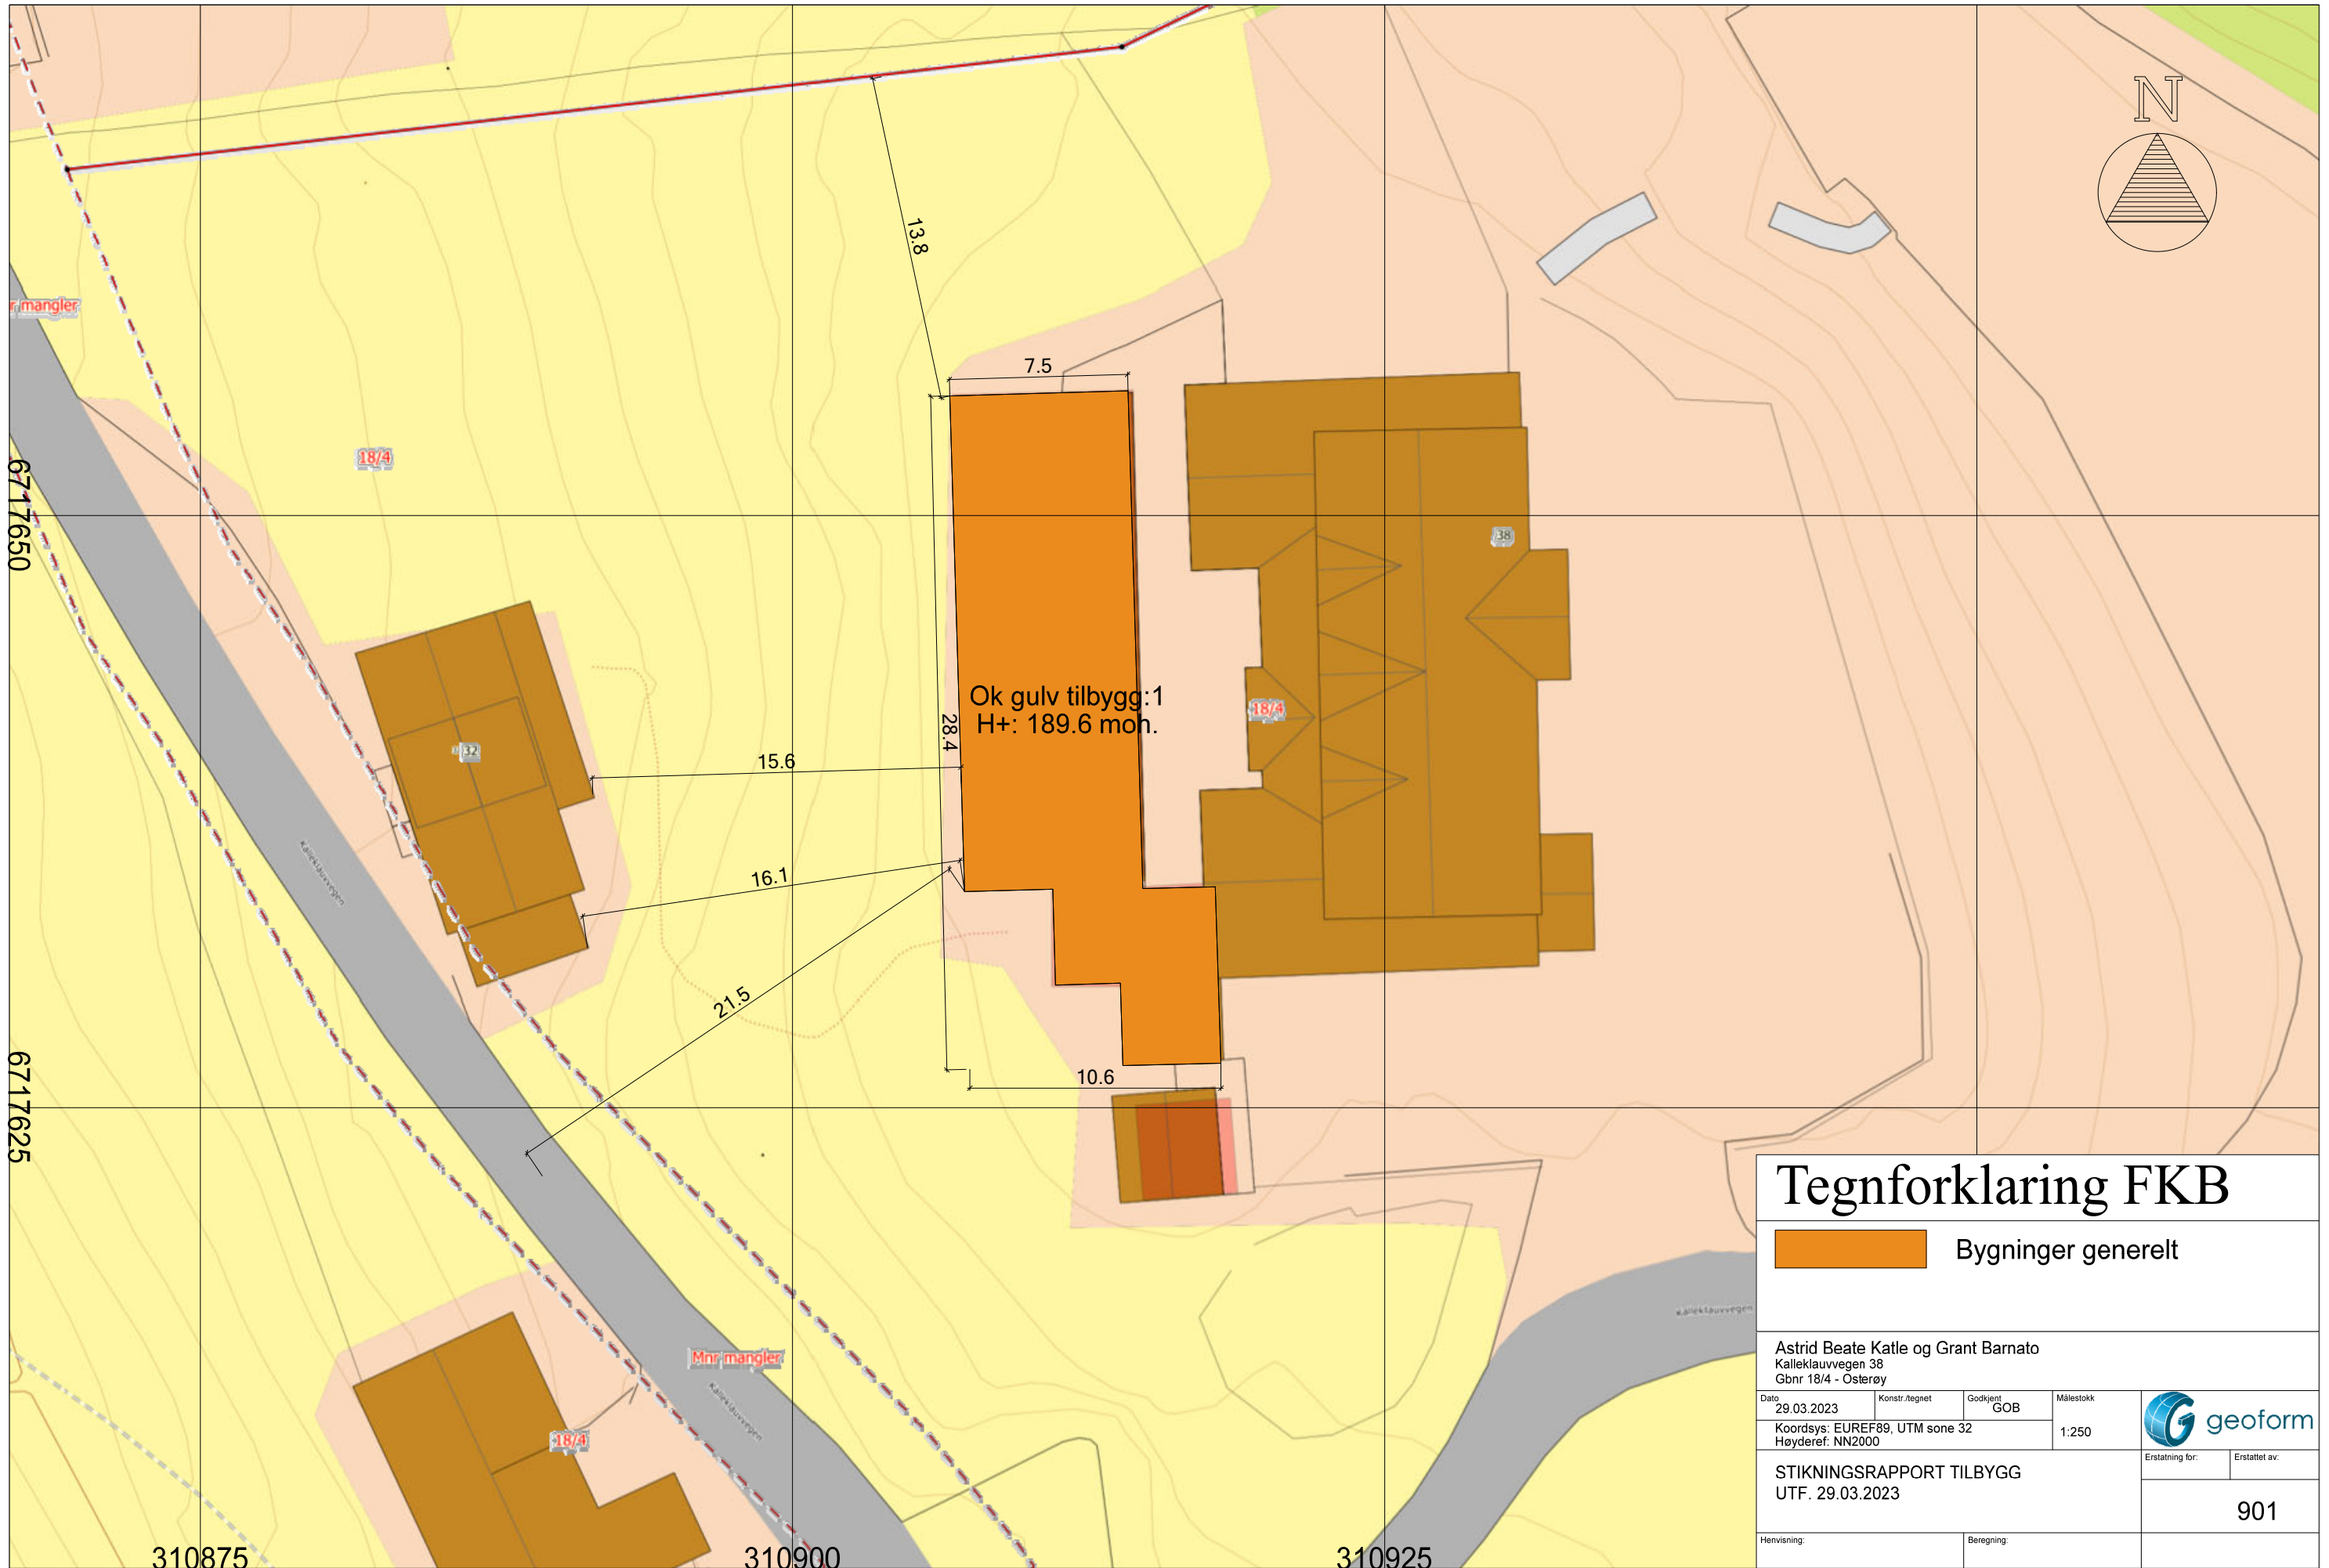 N
13.8
7.5
r mangler
18/4
6717650
38
Ok gulv tilbygg:1
H+: 189.6 moh.
18/4
28.4
32
15.6
16.1
Kalleklauvvegen
21.5
10.6
6717625
Tegnforklaring FKB
Bygninger generelt
Kalleklauvvegen
Mnr mangler
Kalleklauvvegen
18/4
310875
310900
310925
Astrid Beate Katle og Grant Barnato
Kalleklauvvegen 38
Gbnr 18/4 - Osterøy
Dato
29.03.2023
Konstr./tegnet
Godkjent
GOB
Målestokk
1:250
Koordsys: EUREF89, UTM sone 32
Høyderef: NN2000
geoform
STIKNINGSRAPPORT TILBYGG
UTF. 29.03.2023
Erstatning for:
Erstattet av:
901
Henvisning:
Beregning: